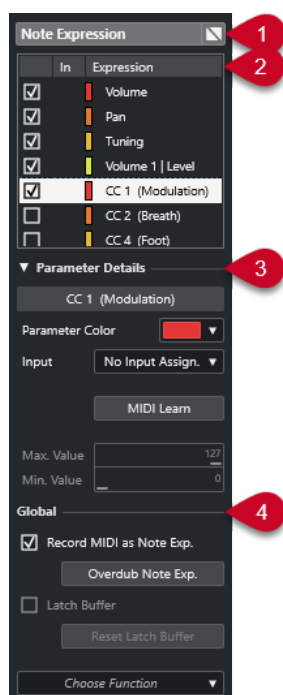 Note Expression
1
In Expression
2
Volume
Pan
Tuning
Volume 1 | Level
CC 1 (Modulation)
CC 2 (Breath)
CC 4 (Foot)
▼ Parameter Details
3
CC 1 (Modulation)
Parameter Color
Input No Input Assign.
MIDI Learn
Max. Value 127
Min. Value 0
Global
4
Record MIDI as Note Exp.
Overdub Note Exp.
Latch Buffer
Reset Latch Buffer
Choose Function